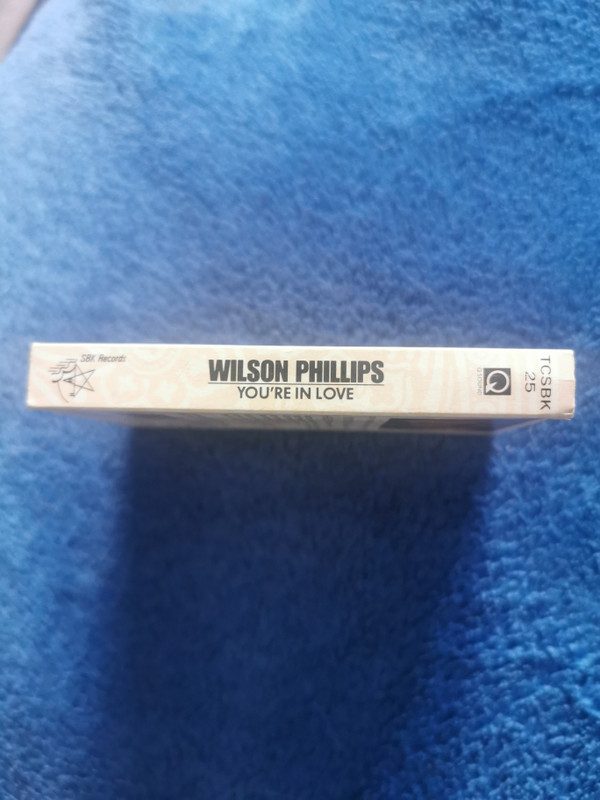 SBK Records
WILSON PHILLIPS
YOU'RE IN LOVE
TCSBK
25